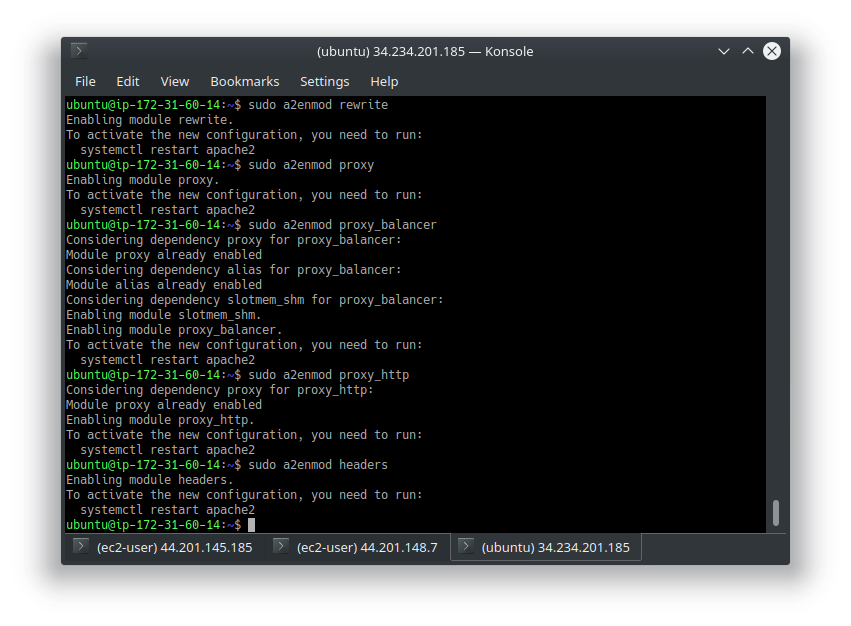 (ubuntu) 34.234.201.185 — Konsole
File Edit View Bookmarks Settings Help
ubuntu@ip-172-31-60-14:~$ sudo a2enmod rewrite
Enabling module rewrite.
To activate the new configuration, you need to run:
  systemctl restart apache2
ubuntu@ip-172-31-60-14:~$ sudo a2enmod proxy
Enabling module proxy.
To activate the new configuration, you need to run:
  systemctl restart apache2
ubuntu@ip-172-31-60-14:~$ sudo a2enmod proxy_balancer
Considering dependency proxy for proxy_balancer:
Module proxy already enabled
Considering dependency alias for proxy_balancer:
Module alias already enabled
Considering dependency slotmem_shm for proxy_balancer:
Enabling module slotmem_shm.
Enabling module proxy_balancer.
To activate the new configuration, you need to run:
  systemctl restart apache2
ubuntu@ip-172-31-60-14:~$ sudo a2enmod proxy_http
Considering dependency proxy for proxy_http:
Module proxy already enabled
Enabling module proxy_http.
To activate the new configuration, you need to run:
  systemctl restart apache2
ubuntu@ip-172-31-60-14:~$ sudo a2enmod headers
Enabling module headers.
To activate the new configuration, you need to run:
  systemctl restart apache2
ubuntu@ip-172-31-60-14:~$
(ec2-user) 44.201.145.185 (ec2-user) 44.201.148.7 (ubuntu) 34.234.201.185